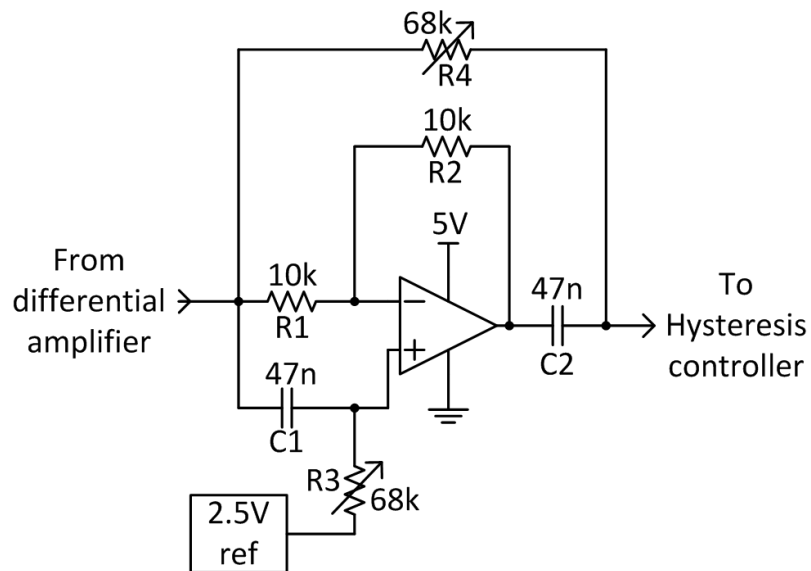 68k
R4
10k
R2
5V
From
differential
amplifier
10k
R1
47n
C2
To
Hysteresis
controller
47n
C1
R3
68k
2.5V
ref